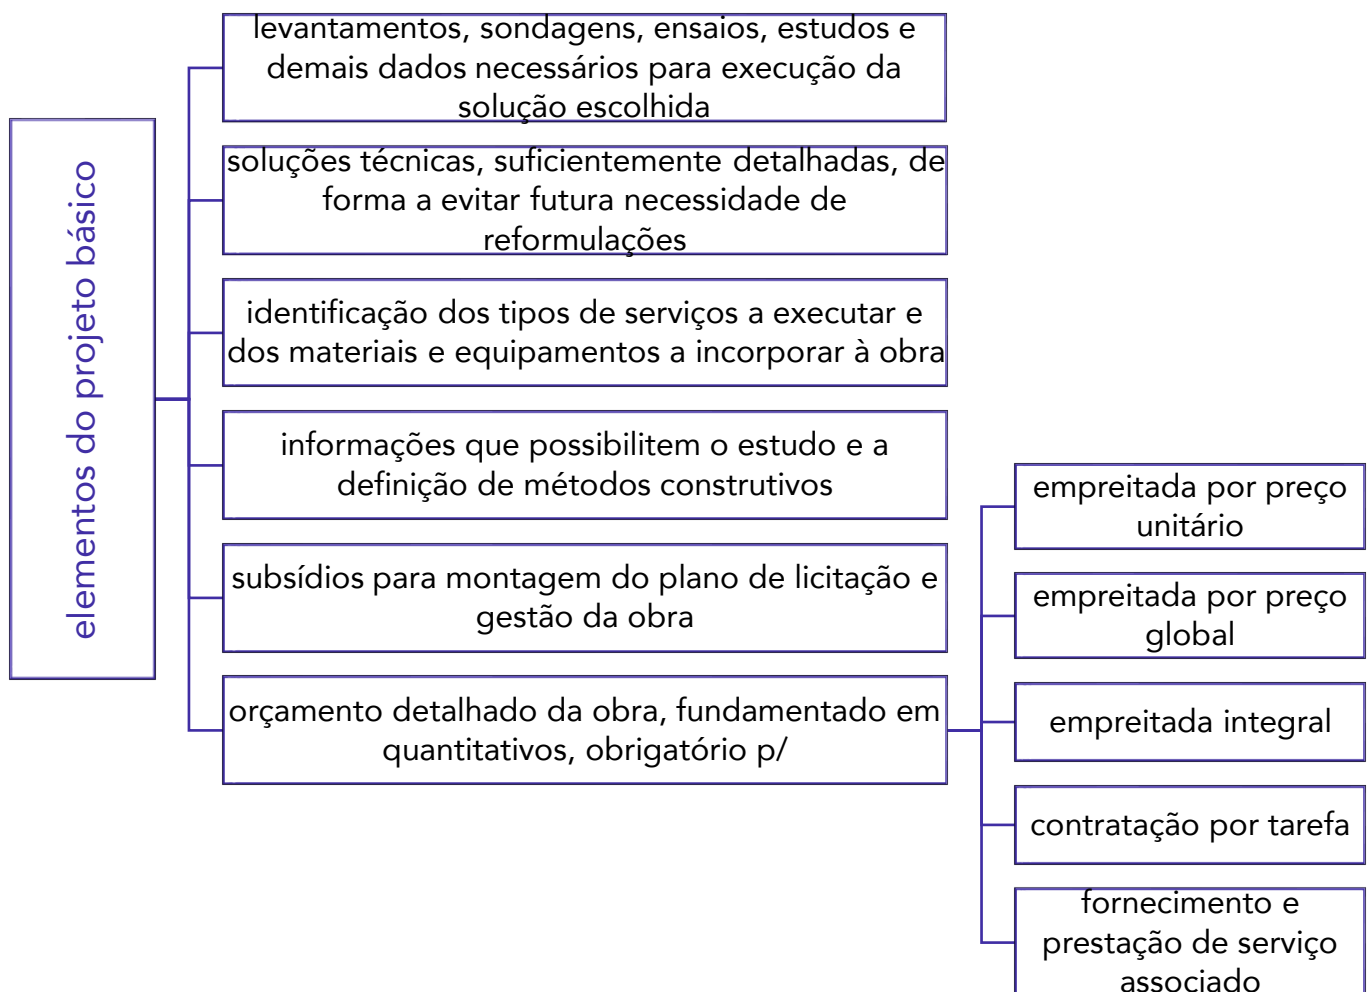 elementos do projeto básico
levantamentos, sondagens, ensaios, estudos e
demais dados necessários para execução da
solução escolhida
soluções técnicas, suficientemente detalhadas, de
forma a evitar futura necessidade de
reformulações
identificação dos tipos de serviços a executar e
dos materiais e equipamentos a incorporar à obra
informações que possibilitem o estudo e a
definição de métodos construtivos
subsídios para montagem do plano de licitação e
gestão da obra
orçamento detalhado da obra, fundamentado em
quantitativos, obrigatório p/
empreitada por preço
unitário
empreitada por preço
global
empreitada integral
contratação por tarefa
fornecimento e
prestação de serviço
associado